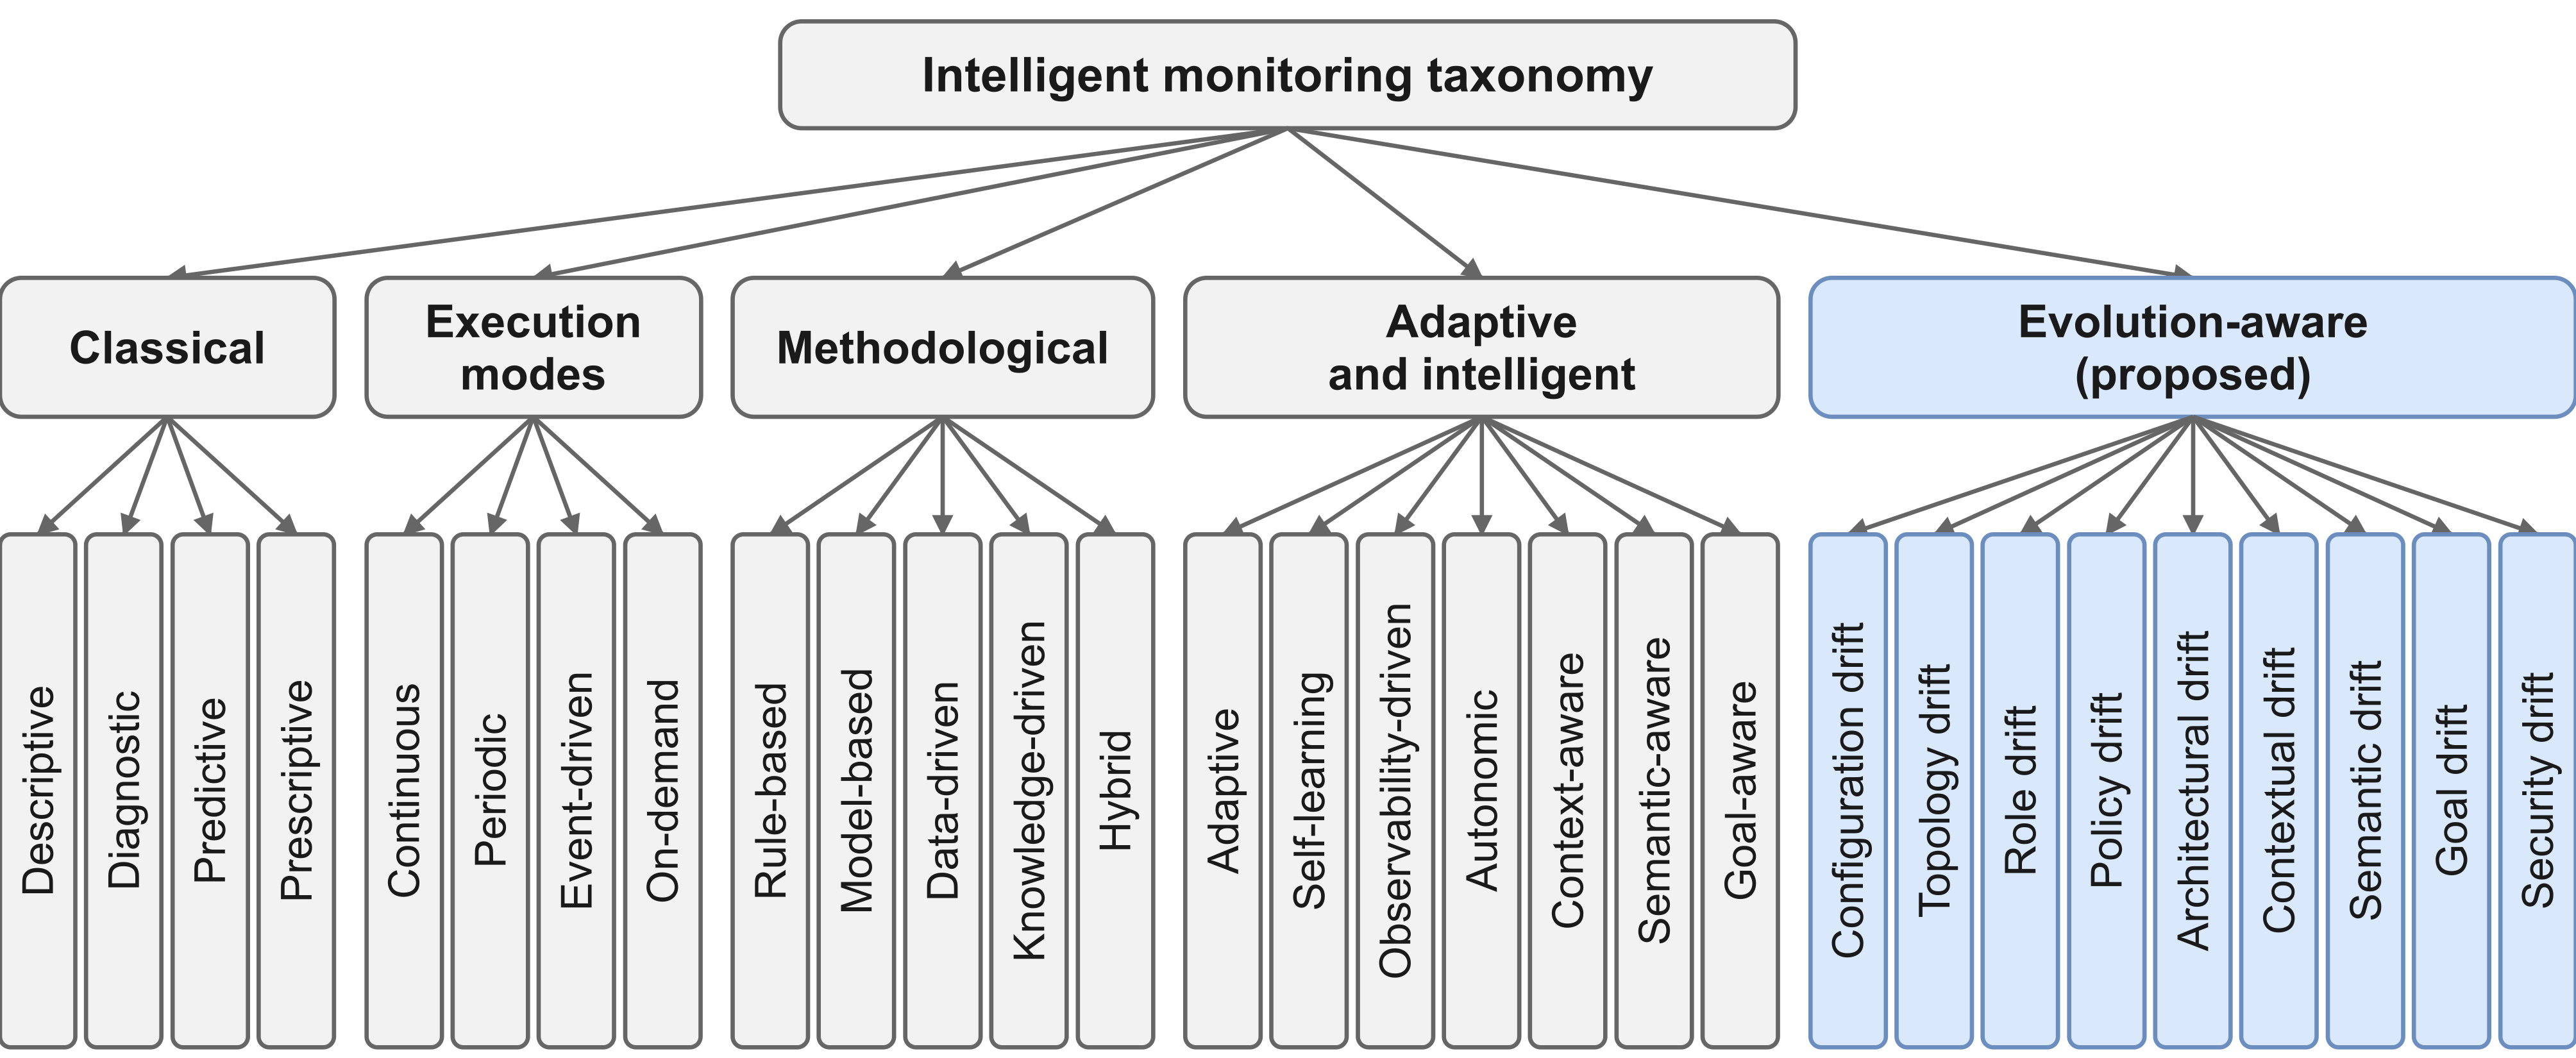 Intelligent monitoring taxonomy
Classical
Execution
modes
Methodological
Adaptive
and intelligent
Evolution-aware
(proposed)
Descriptive
Diagnostic
Predictive
Prescriptive
Continuous
Periodic
Event-driven
On-demand
Rule-based
Model-based
Data-driven
Knowledge-driven
Hybrid
Adaptive
Self-learning
Observability-driven
Autonomic
Context-aware
Semantic-aware
Goal-aware
Configuration drift
Topology drift
Role drift
Policy drift
Architectural drift
Contextual drift
Semantic drift
Goal drift
Security drift